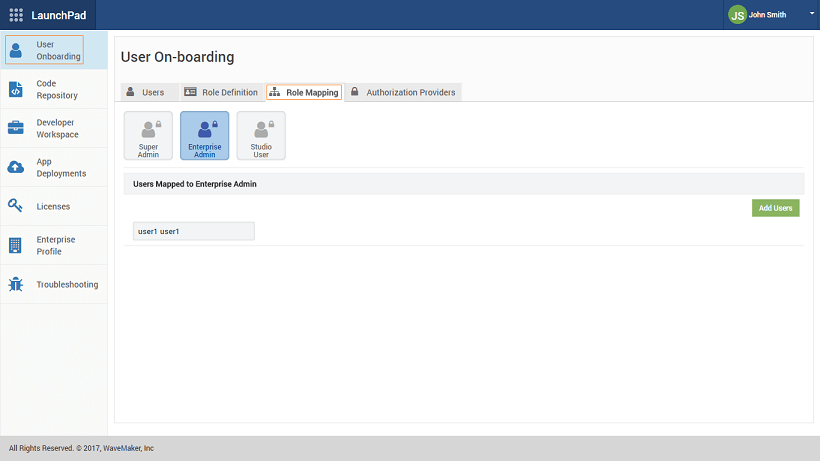 LaunchPad
JS John Smith
User
Onboarding
Code
Repository
Developer
Workspace
App
Deployments
Licenses
Enterprise
Profile
Troubleshooting
User On-boarding
Users Role Definition Role Mapping Authorization Providers
Super
Admin
Enterprise
Admin
Studio
User
Users Mapped to Enterprise Admin
Add Users
user1 user1
All Rights Reserved. © 2017, WaveMaker, Inc